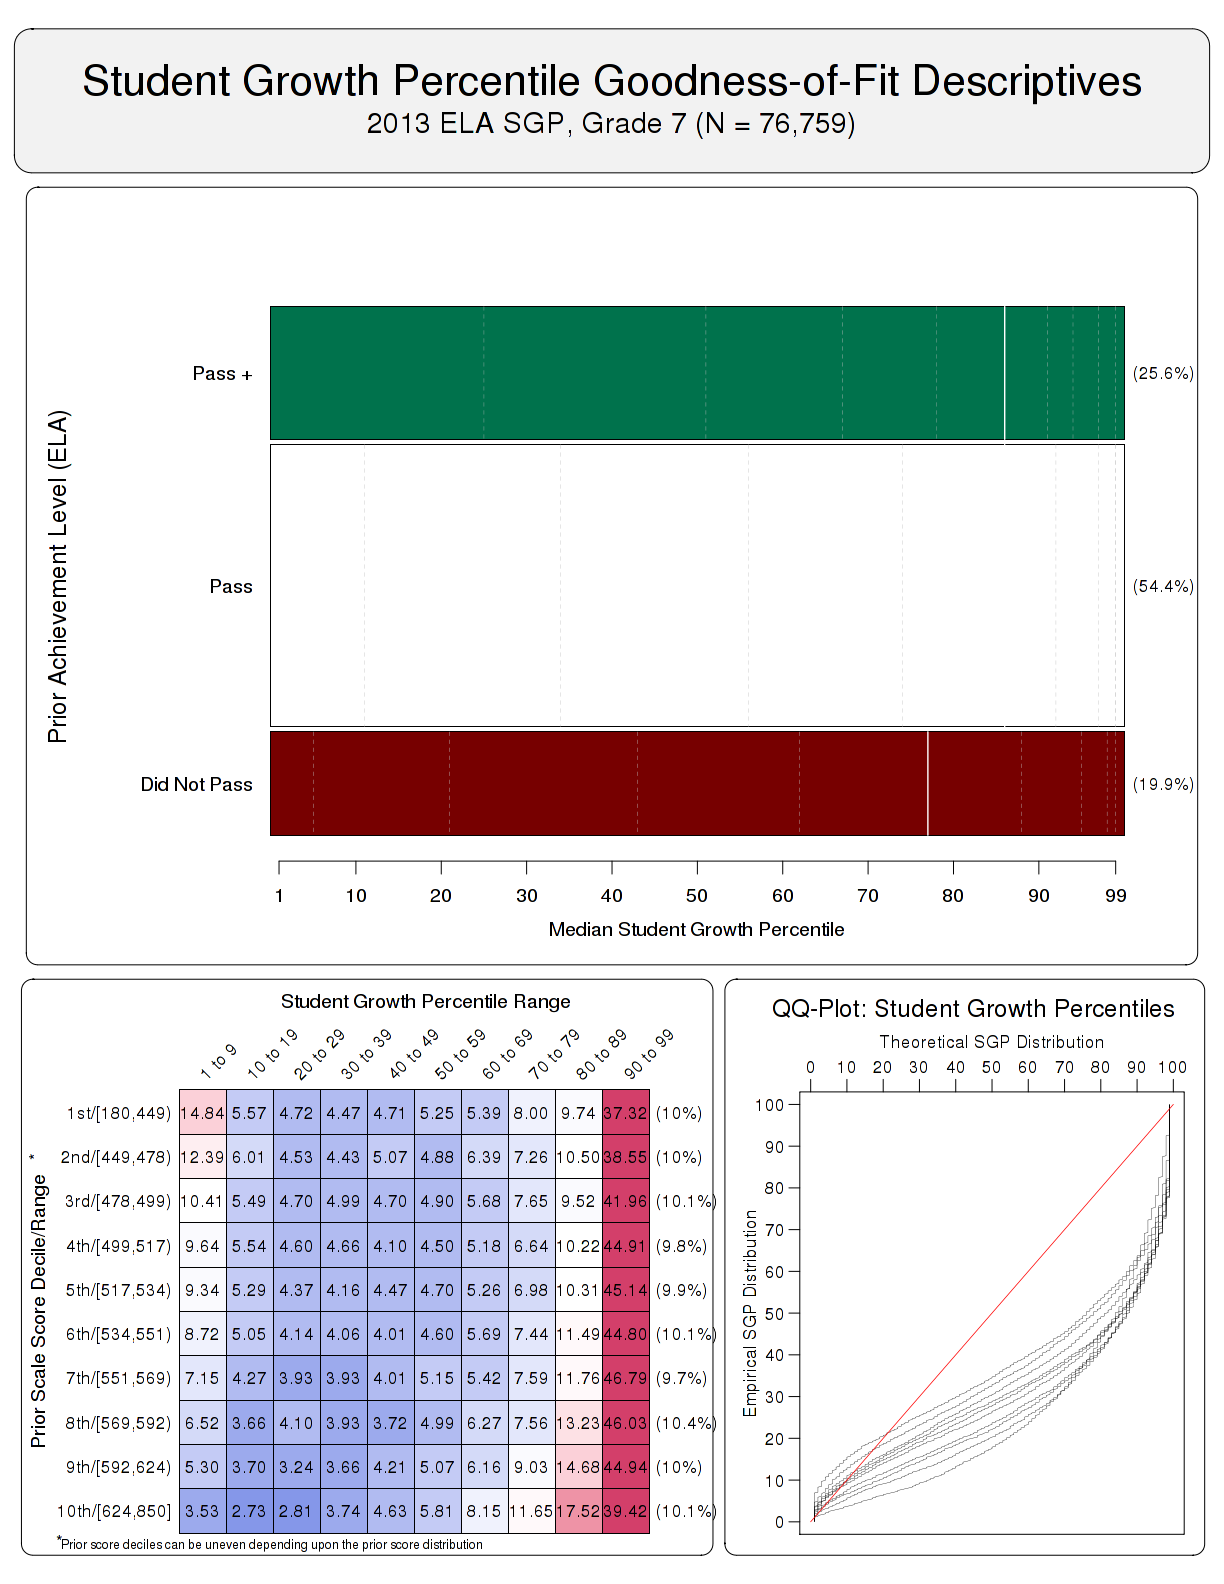 Student Growth Percentile Goodness-of-Fit Descriptives
2013 ELA SGP, Grade 7 (N = 76,759)
Prior Achievement Level (ELA)
Pass +
(25.6%)
Pass
(54.4%)
Did Not Pass
(19.9%)
1 10 20 30 40 50 60 70 80 90 99
Median Student Growth Percentile
Student Growth Percentile Range
1 to 9 10 to 19 20 to 29 30 to 39 40 to 49 50 to 59 60 to 69 70 to 79 80 to 89 90 to 99
Prior Scale Score Decile/Range *
1st/[180,449) 14.84 5.57 4.72 4.47 4.71 5.25 5.39 8.00 9.74 37.32 (10%)
2nd/[449,478) 12.39 6.01 4.53 4.43 5.07 4.88 6.39 7.26 10.50 38.55 (10%)
3rd/[478,499) 10.41 5.49 4.70 4.99 4.70 4.90 5.68 7.65 9.52 41.96 (10.1%)
4th/[499,517) 9.64 5.54 4.60 4.66 4.10 4.50 5.18 6.64 10.22 44.91 (9.8%)
5th/[517,534) 9.34 5.29 4.37 4.16 4.47 4.70 5.26 6.98 10.31 45.14 (9.9%)
6th/[534,551) 8.72 5.05 4.14 4.06 4.01 4.60 5.69 7.44 11.49 44.80 (10.1%)
7th/[551,569) 7.15 4.27 3.93 3.93 4.01 5.15 5.42 7.59 11.76 46.79 (9.7%)
8th/[569,592) 6.52 3.66 4.10 3.93 3.72 4.99 6.27 7.56 13.23 46.03 (10.4%)
9th/[592,624) 5.30 3.70 3.24 3.66 4.21 5.07 6.16 9.03 14.68 44.94 (10%)
10th/[624,850] 3.53 2.73 2.81 3.74 4.63 5.81 8.15 11.65 17.52 39.42 (10.1%)
*Prior score deciles can be uneven depending upon the prior score distribution
QQ-Plot: Student Growth Percentiles
Theoretical SGP Distribution
0 10 20 30 40 50 60 70 80 90 100
Empirical SGP Distribution
100
90
80
70
60
50
40
30
20
10
0